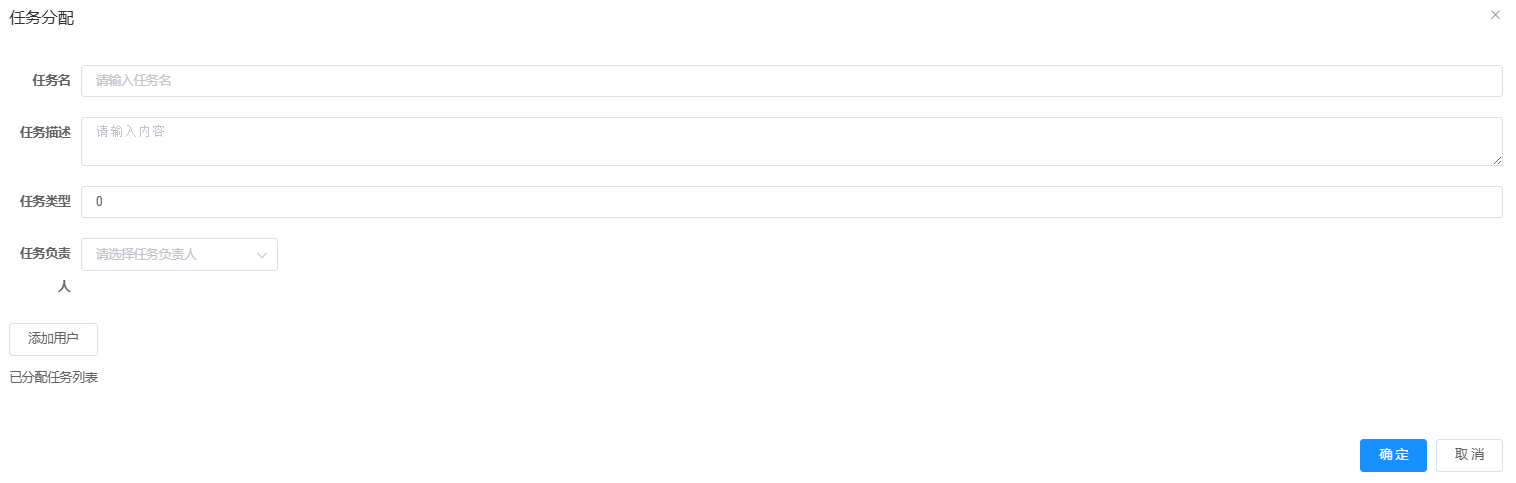 任务分配
任务名 请输入任务名
任务描述 请输入内容
任务类型 0
任务负责人 请选择任务负责人
添加用户
已分配任务列表
确定 取消